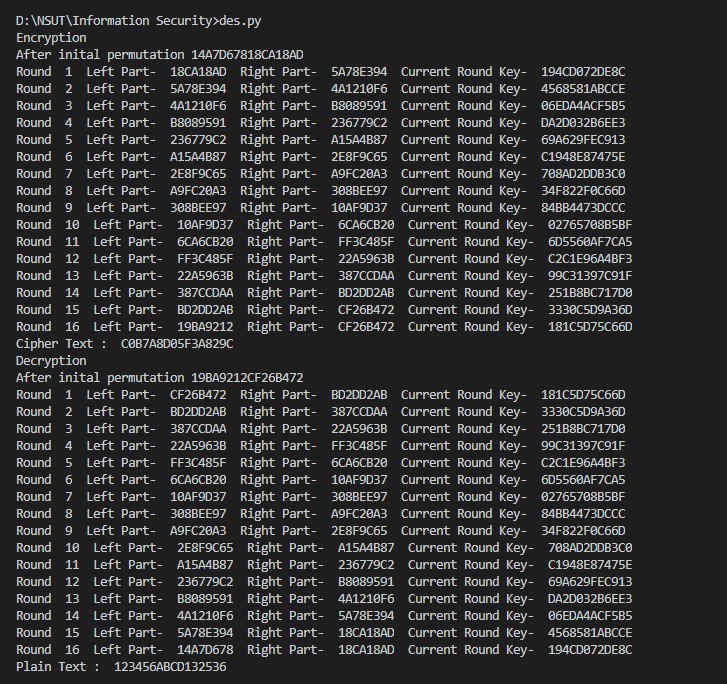 D:\NSUT\Information Security>des.py
Encryption
After inital permutation 14A7D67818CA18AD
Round  1  Left Part-  18CA18AD  Right Part-  5A78E394  Current Round Key-  194CD072DE8C
Round  2  Left Part-  5A78E394  Right Part-  4A1210F6  Current Round Key-  4568581ABCCE
Round  3  Left Part-  4A1210F6  Right Part-  B8089591  Current Round Key-  06EDA4ACF5B5
Round  4  Left Part-  B8089591  Right Part-  236779C2  Current Round Key-  DA2D032B6EE3
Round  5  Left Part-  236779C2  Right Part-  A15A4B87  Current Round Key-  69A629FEC913
Round  6  Left Part-  A15A4B87  Right Part-  2E8F9C65  Current Round Key-  C1948E87475E
Round  7  Left Part-  2E8F9C65  Right Part-  A9FC20A3  Current Round Key-  708AD2DDB3C0
Round  8  Left Part-  A9FC20A3  Right Part-  308BEE97  Current Round Key-  34F822F0C66D
Round  9  Left Part-  308BEE97  Right Part-  10AF9D37  Current Round Key-  84BB4473DCCC
Round  10  Left Part-  10AF9D37  Right Part-  6CA6CB20  Current Round Key-  02765708B5BF
Round  11  Left Part-  6CA6CB20  Right Part-  FF3C485F  Current Round Key-  6D5560AF7CA5
Round  12  Left Part-  FF3C485F  Right Part-  22A5963B  Current Round Key-  C2C1E96A4BF3
Round  13  Left Part-  22A5963B  Right Part-  387CCDAA  Current Round Key-  99C31397C91F
Round  14  Left Part-  387CCDAA  Right Part-  BD2DD2AB  Current Round Key-  251B8BC717D0
Round  15  Left Part-  BD2DD2AB  Right Part-  CF26B472  Current Round Key-  3330C5D9A36D
Round  16  Left Part-  19BA9212  Right Part-  CF26B472  Current Round Key-  181C5D75C66D
Cipher Text :  C0B7A8D05F3A829C
Decryption
After inital permutation 19BA9212CF26B472
Round  1  Left Part-  CF26B472  Right Part-  BD2DD2AB  Current Round Key-  181C5D75C66D
Round  2  Left Part-  BD2DD2AB  Right Part-  387CCDAA  Current Round Key-  3330C5D9A36D
Round  3  Left Part-  387CCDAA  Right Part-  22A5963B  Current Round Key-  251B8BC717D0
Round  4  Left Part-  22A5963B  Right Part-  FF3C485F  Current Round Key-  99C31397C91F
Round  5  Left Part-  FF3C485F  Right Part-  6CA6CB20  Current Round Key-  C2C1E96A4BF3
Round  6  Left Part-  6CA6CB20  Right Part-  10AF9D37  Current Round Key-  6D5560AF7CA5
Round  7  Left Part-  10AF9D37  Right Part-  308BEE97  Current Round Key-  02765708B5BF
Round  8  Left Part-  308BEE97  Right Part-  A9FC20A3  Current Round Key-  84BB4473DCCC
Round  9  Left Part-  A9FC20A3  Right Part-  2E8F9C65  Current Round Key-  34F822F0C66D
Round  10  Left Part-  2E8F9C65  Right Part-  A15A4B87  Current Round Key-  708AD2DDB3C0
Round  11  Left Part-  A15A4B87  Right Part-  236779C2  Current Round Key-  C1948E87475E
Round  12  Left Part-  236779C2  Right Part-  B8089591  Current Round Key-  69A629FEC913
Round  13  Left Part-  B8089591  Right Part-  4A1210F6  Current Round Key-  DA2D032B6EE3
Round  14  Left Part-  4A1210F6  Right Part-  5A78E394  Current Round Key-  06EDA4ACF5B5
Round  15  Left Part-  5A78E394  Right Part-  18CA18AD  Current Round Key-  4568581ABCCE
Round  16  Left Part-  14A7D678  Right Part-  18CA18AD  Current Round Key-  194CD072DE8C
Plain Text :  123456ABCD132536